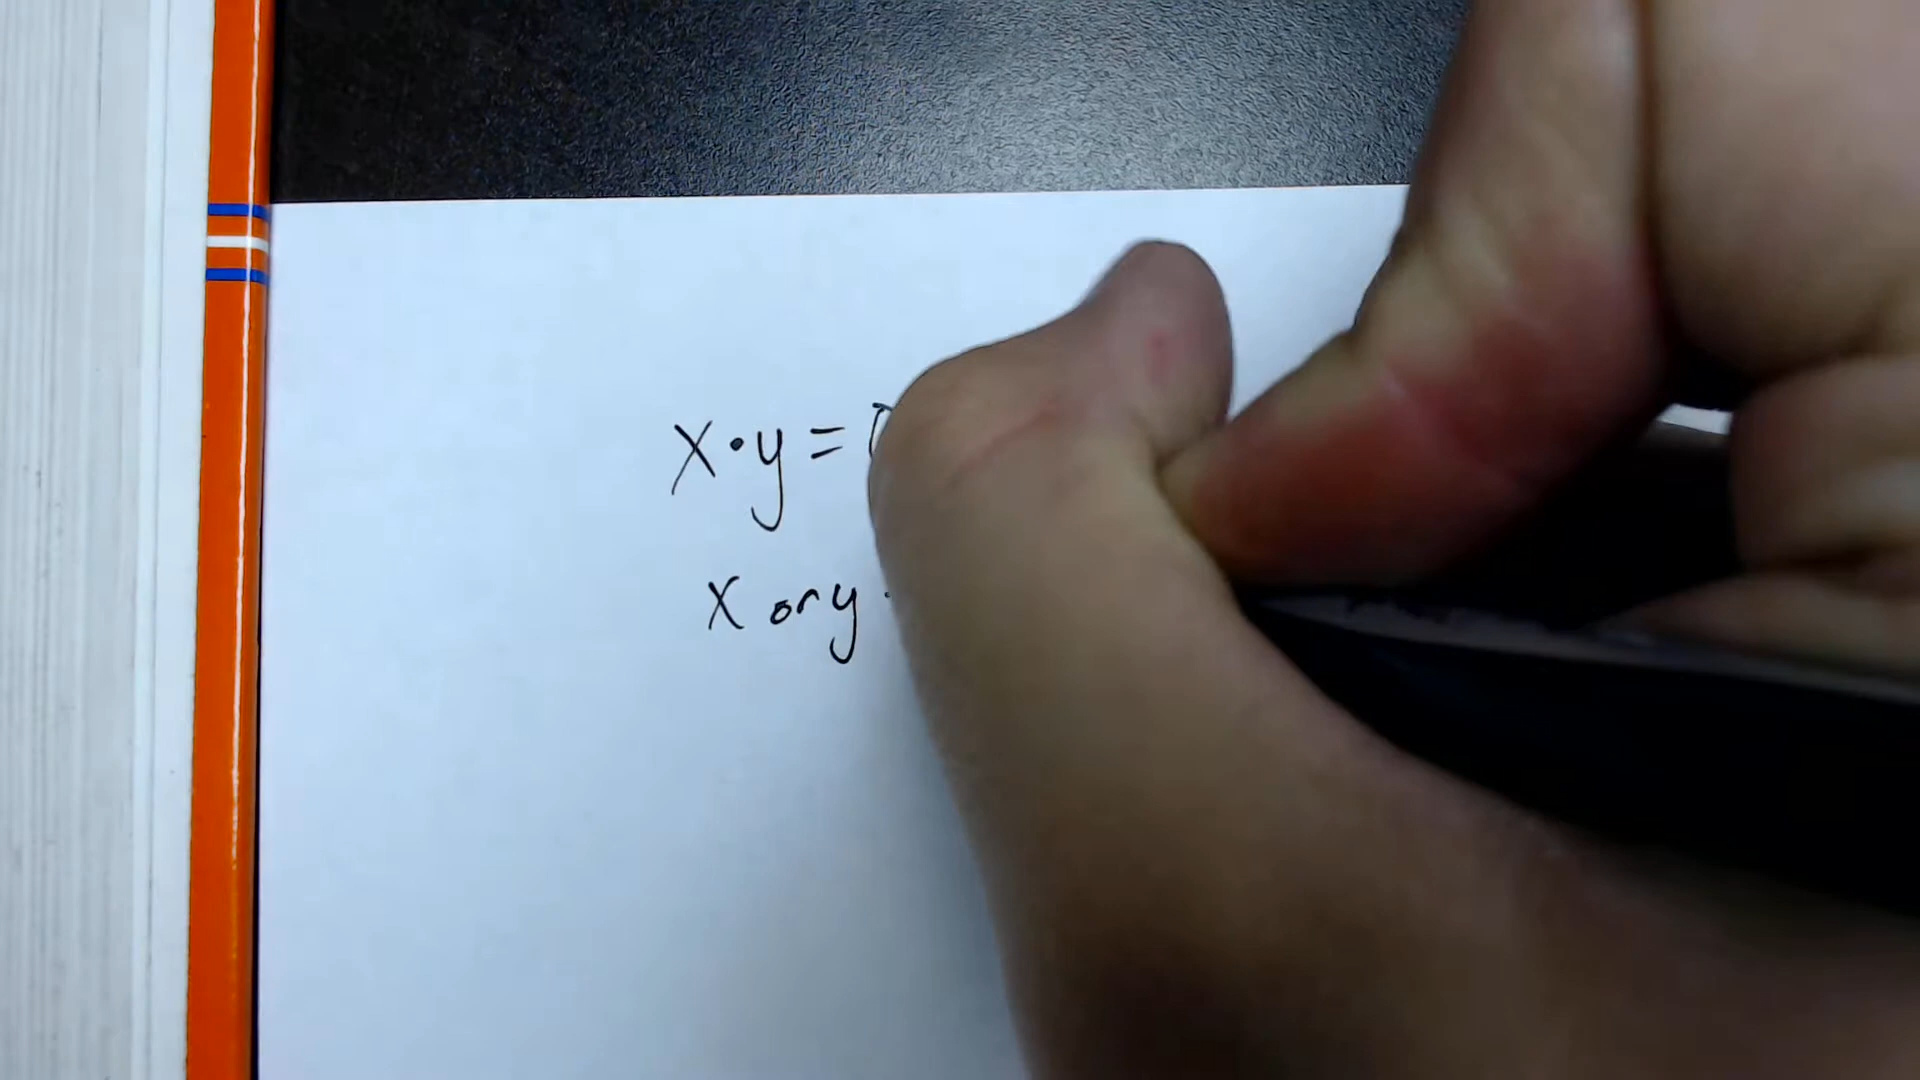 x·y =
x or y